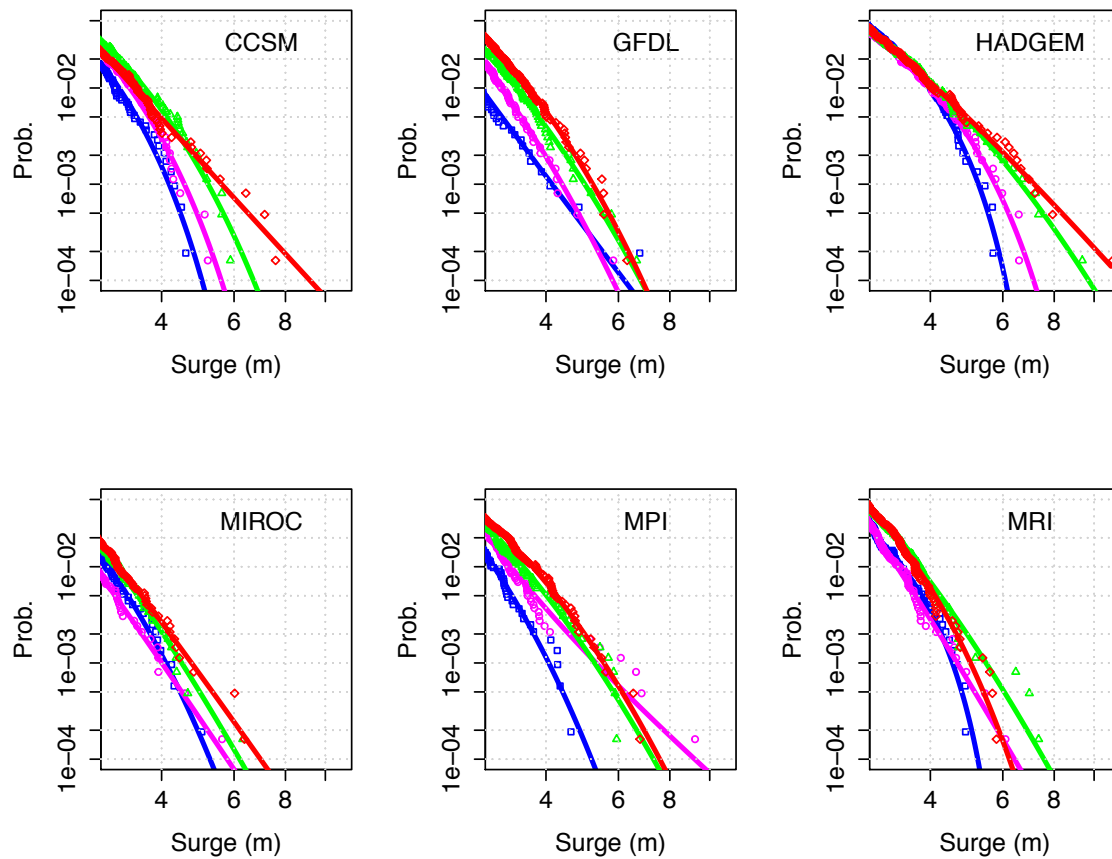 CCSM
Prob.
1e-02
1e-03
1e-04
4 6 8
Surge (m)
GFDL
Prob.
1e-02
1e-03
1e-04
4 6 8
Surge (m)
HADGEM
Prob.
1e-02
1e-03
1e-04
4 6 8
Surge (m)
MIROC
Prob.
1e-02
1e-03
1e-04
4 6 8
Surge (m)
MPI
Prob.
1e-02
1e-03
1e-04
4 6 8
Surge (m)
MRI
Prob.
1e-02
1e-03
1e-04
4 6 8
Surge (m)